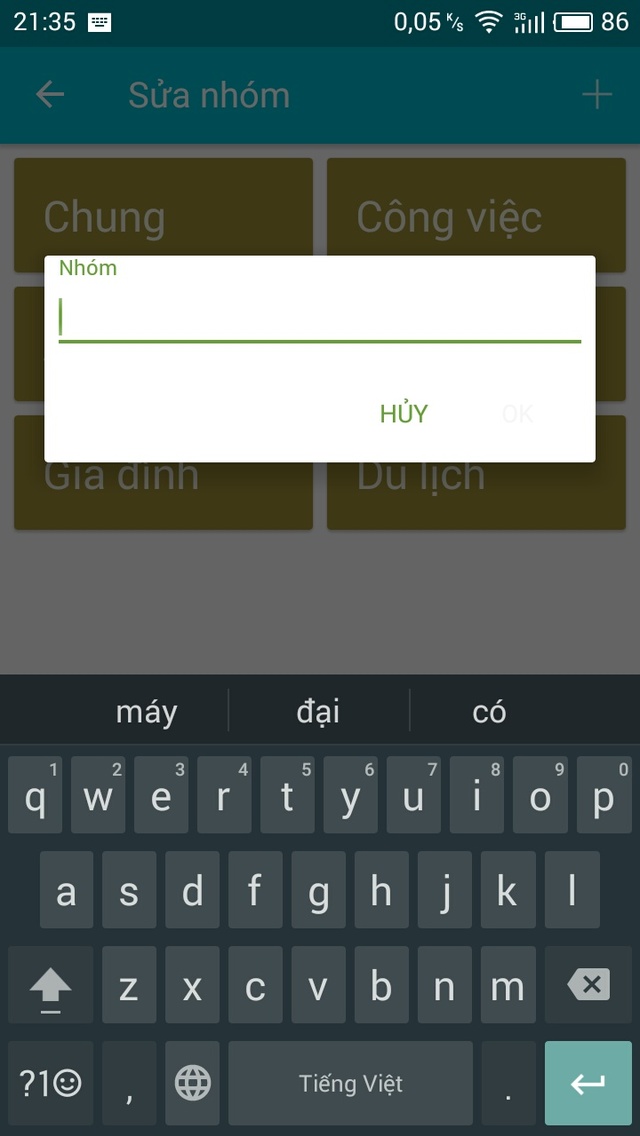 21:35 0,05 K/s 3G 86
Sửa nhóm
Chung Công việc
Nhóm
HỦY OK
Gia đình Du lịch
máy đại có
1 2 3 4 5 6 7 8 9 0
q w e r t y u i o p
a s d f g h j k l
z x c v b n m
?1☺ , Tiếng Việt .